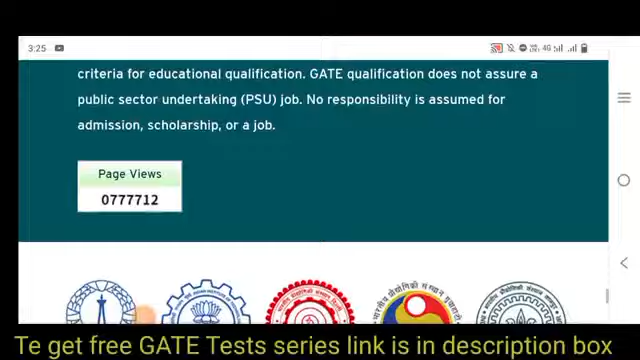 3:25
4G
criteria for educational qualification. GATE qualification does not assure a
public sector undertaking (PSU) job. No responsibility is assumed for
admission, scholarship, or a job.
Page Views
0777712
Te get free GATE Tests series link is in description box